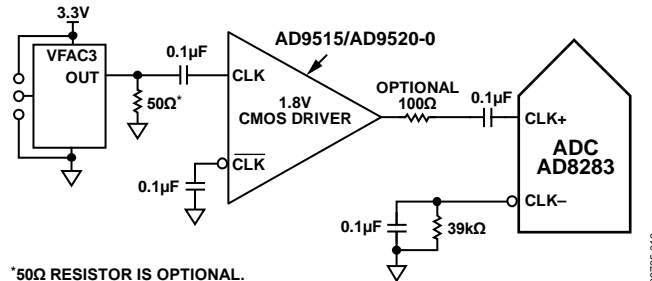 3.3V
VFAC3
OUT
0.1µF
50Ω*
AD9515/AD9520-0
CLK
1.8V
CMOS DRIVER
CLK
0.1µF
OPTIONAL
100Ω
0.1µF
CLK+
ADC
AD8283
CLK–
0.1µF
39kΩ
*50Ω RESISTOR IS OPTIONAL.